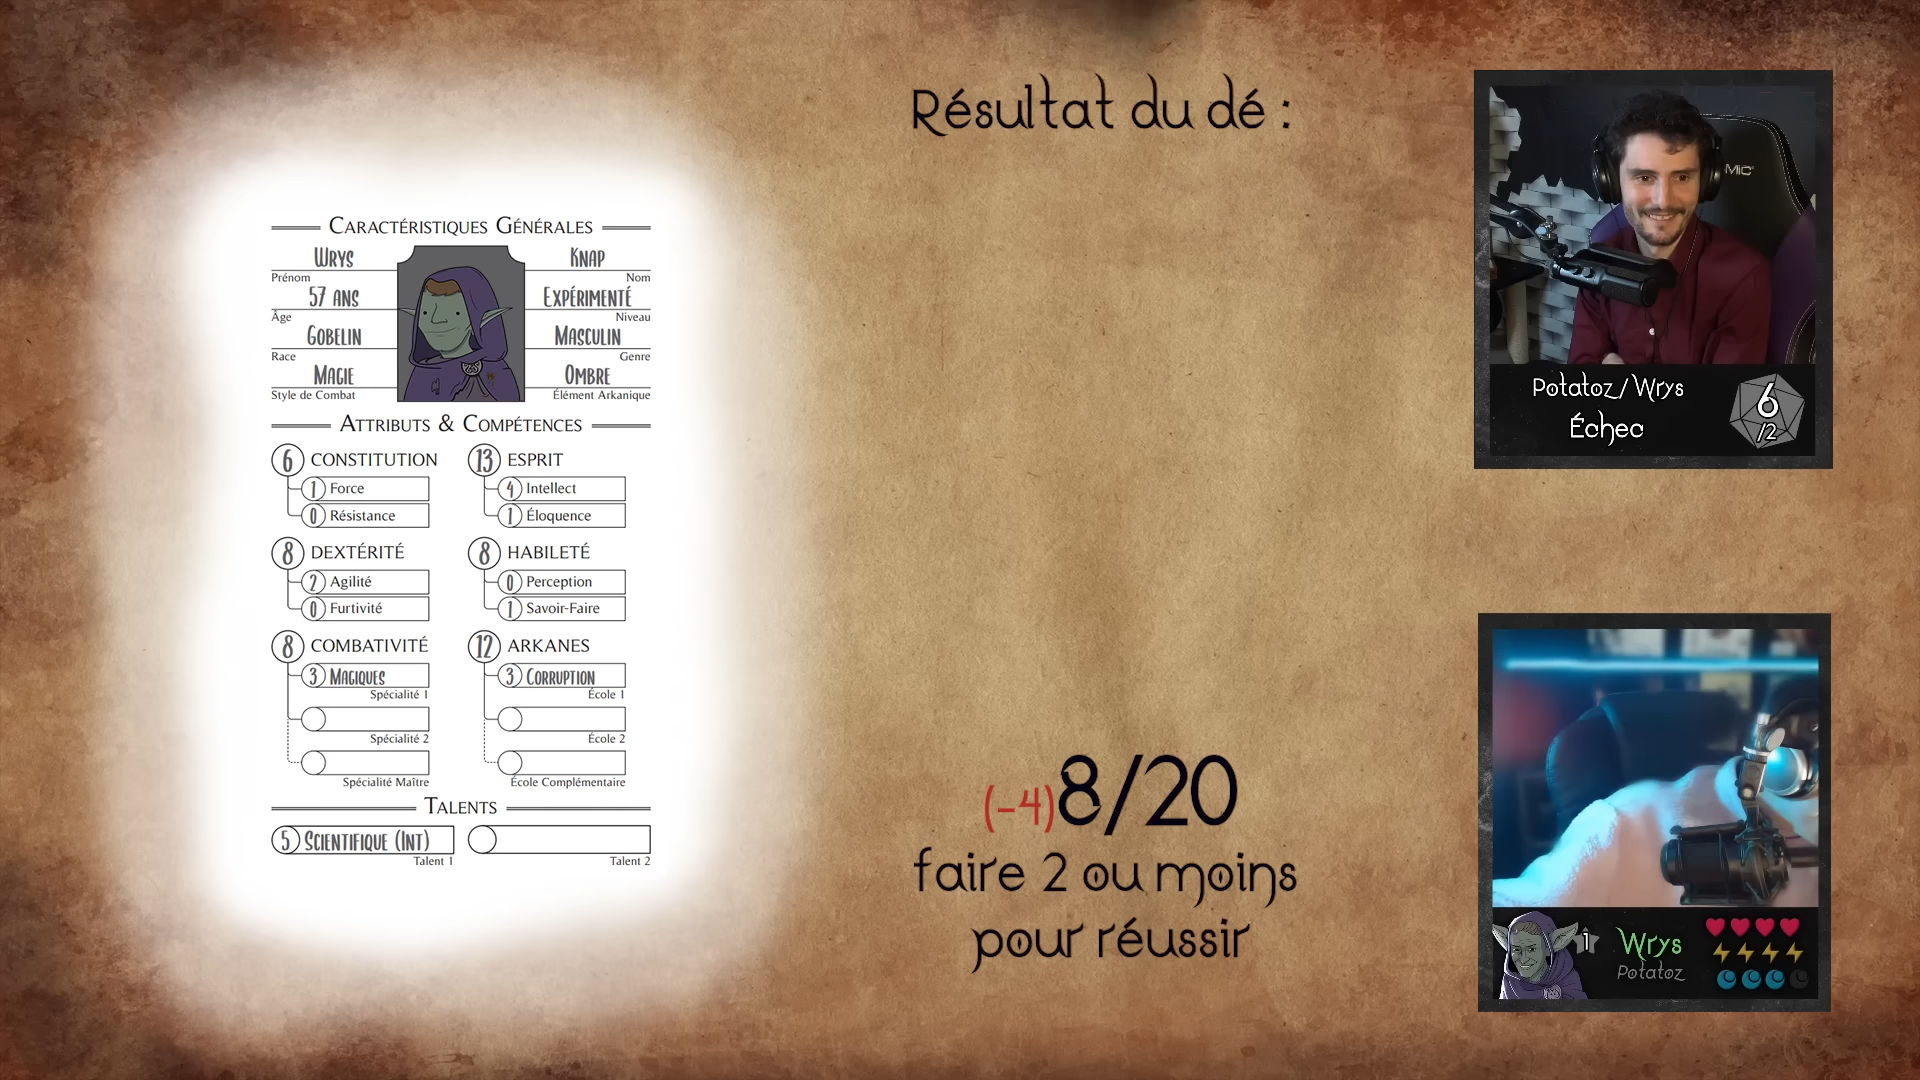 Résultat du dé :
Caractéristiques Générales
Wrys
Prénom
Knap
Nom
57 ans
Âge
Expérimenté
Niveau
Gobelin
Race
Masculin
Genre
Magie
Style de Combat
Ombre
Élément Arkanique
Attributs & Compétences
6 CONSTITUTION
1 Force
0 Résistance
13 ESPRIT
4 Intellect
1 Éloquence
8 DEXTÉRITÉ
2 Agilité
0 Furtivité
8 HABILETÉ
0 Perception
1 Savoir-Faire
8 COMBATIVITÉ
3 Magiques
Spécialité 1
Spécialité 2
Spécialité Maître
12 ARKANES
3 Corruption
École 1
École 2
École Complémentaire
Talents
5 Scientifique (Int)
Talent 1
Talent 2
(-4)8/20
faire 2 ou moins
pour réussir
MIC
Potatoz/Wrys
Échec
6
/2
1
Wrys
Potatoz